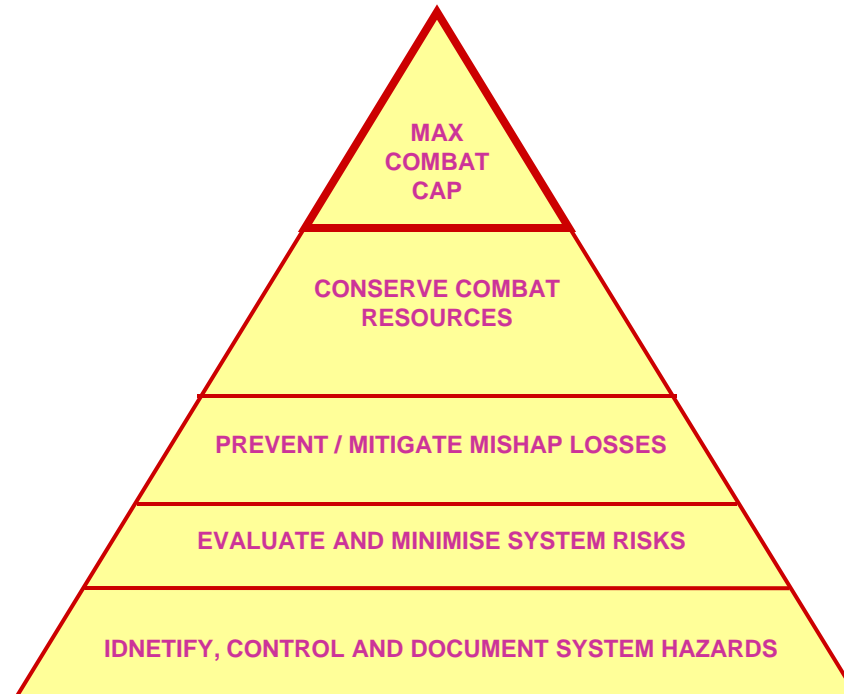 MAX
COMBAT
CAP
CONSERVE COMBAT
RESOURCES
PREVENT / MITIGATE MISHAP LOSSES
EVALUATE AND MINIMISE SYSTEM RISKS
IDNETIFY, CONTROL AND DOCUMENT SYSTEM HAZARDS